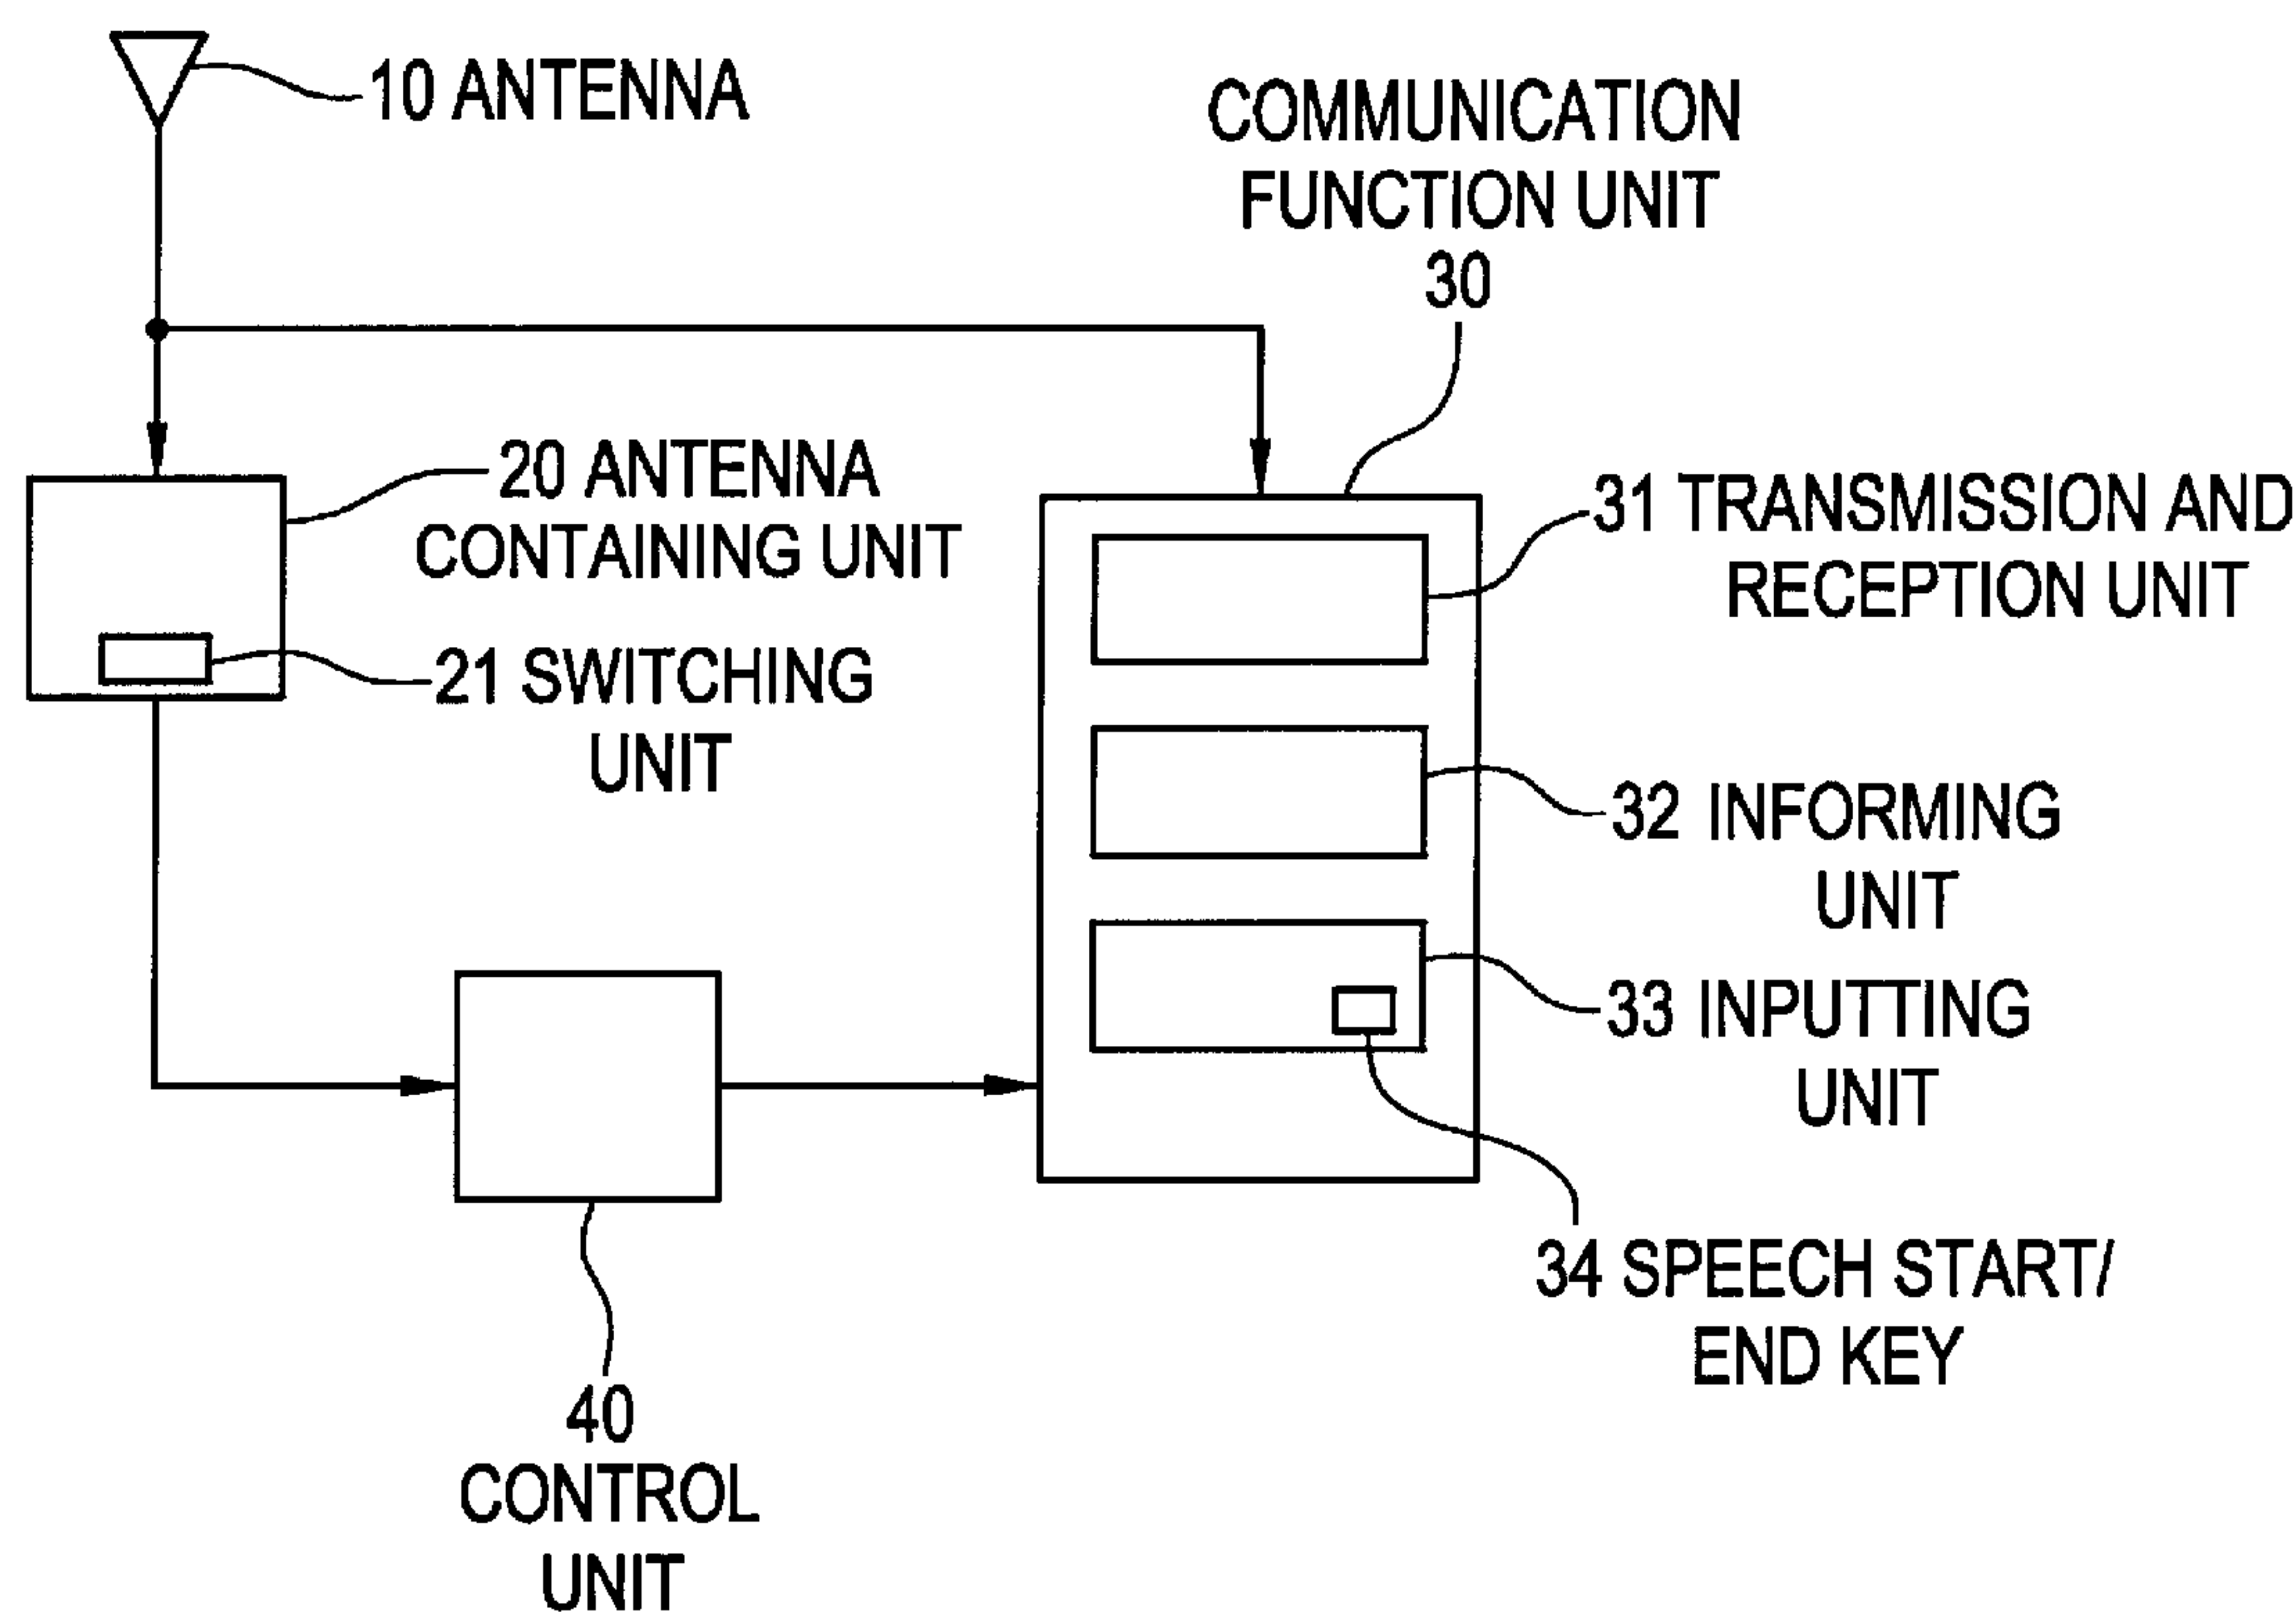 10 ANTENNA
COMMUNICATION
FUNCTION UNIT
30
20 ANTENNA
CONTAINING UNIT
21 SWITCHING
UNIT
31 TRANSMISSION AND
RECEPTION UNIT
32 INFORMING
UNIT
33 INPUTTING
UNIT
34 SPEECH START/
END KEY
40
CONTROL
UNIT